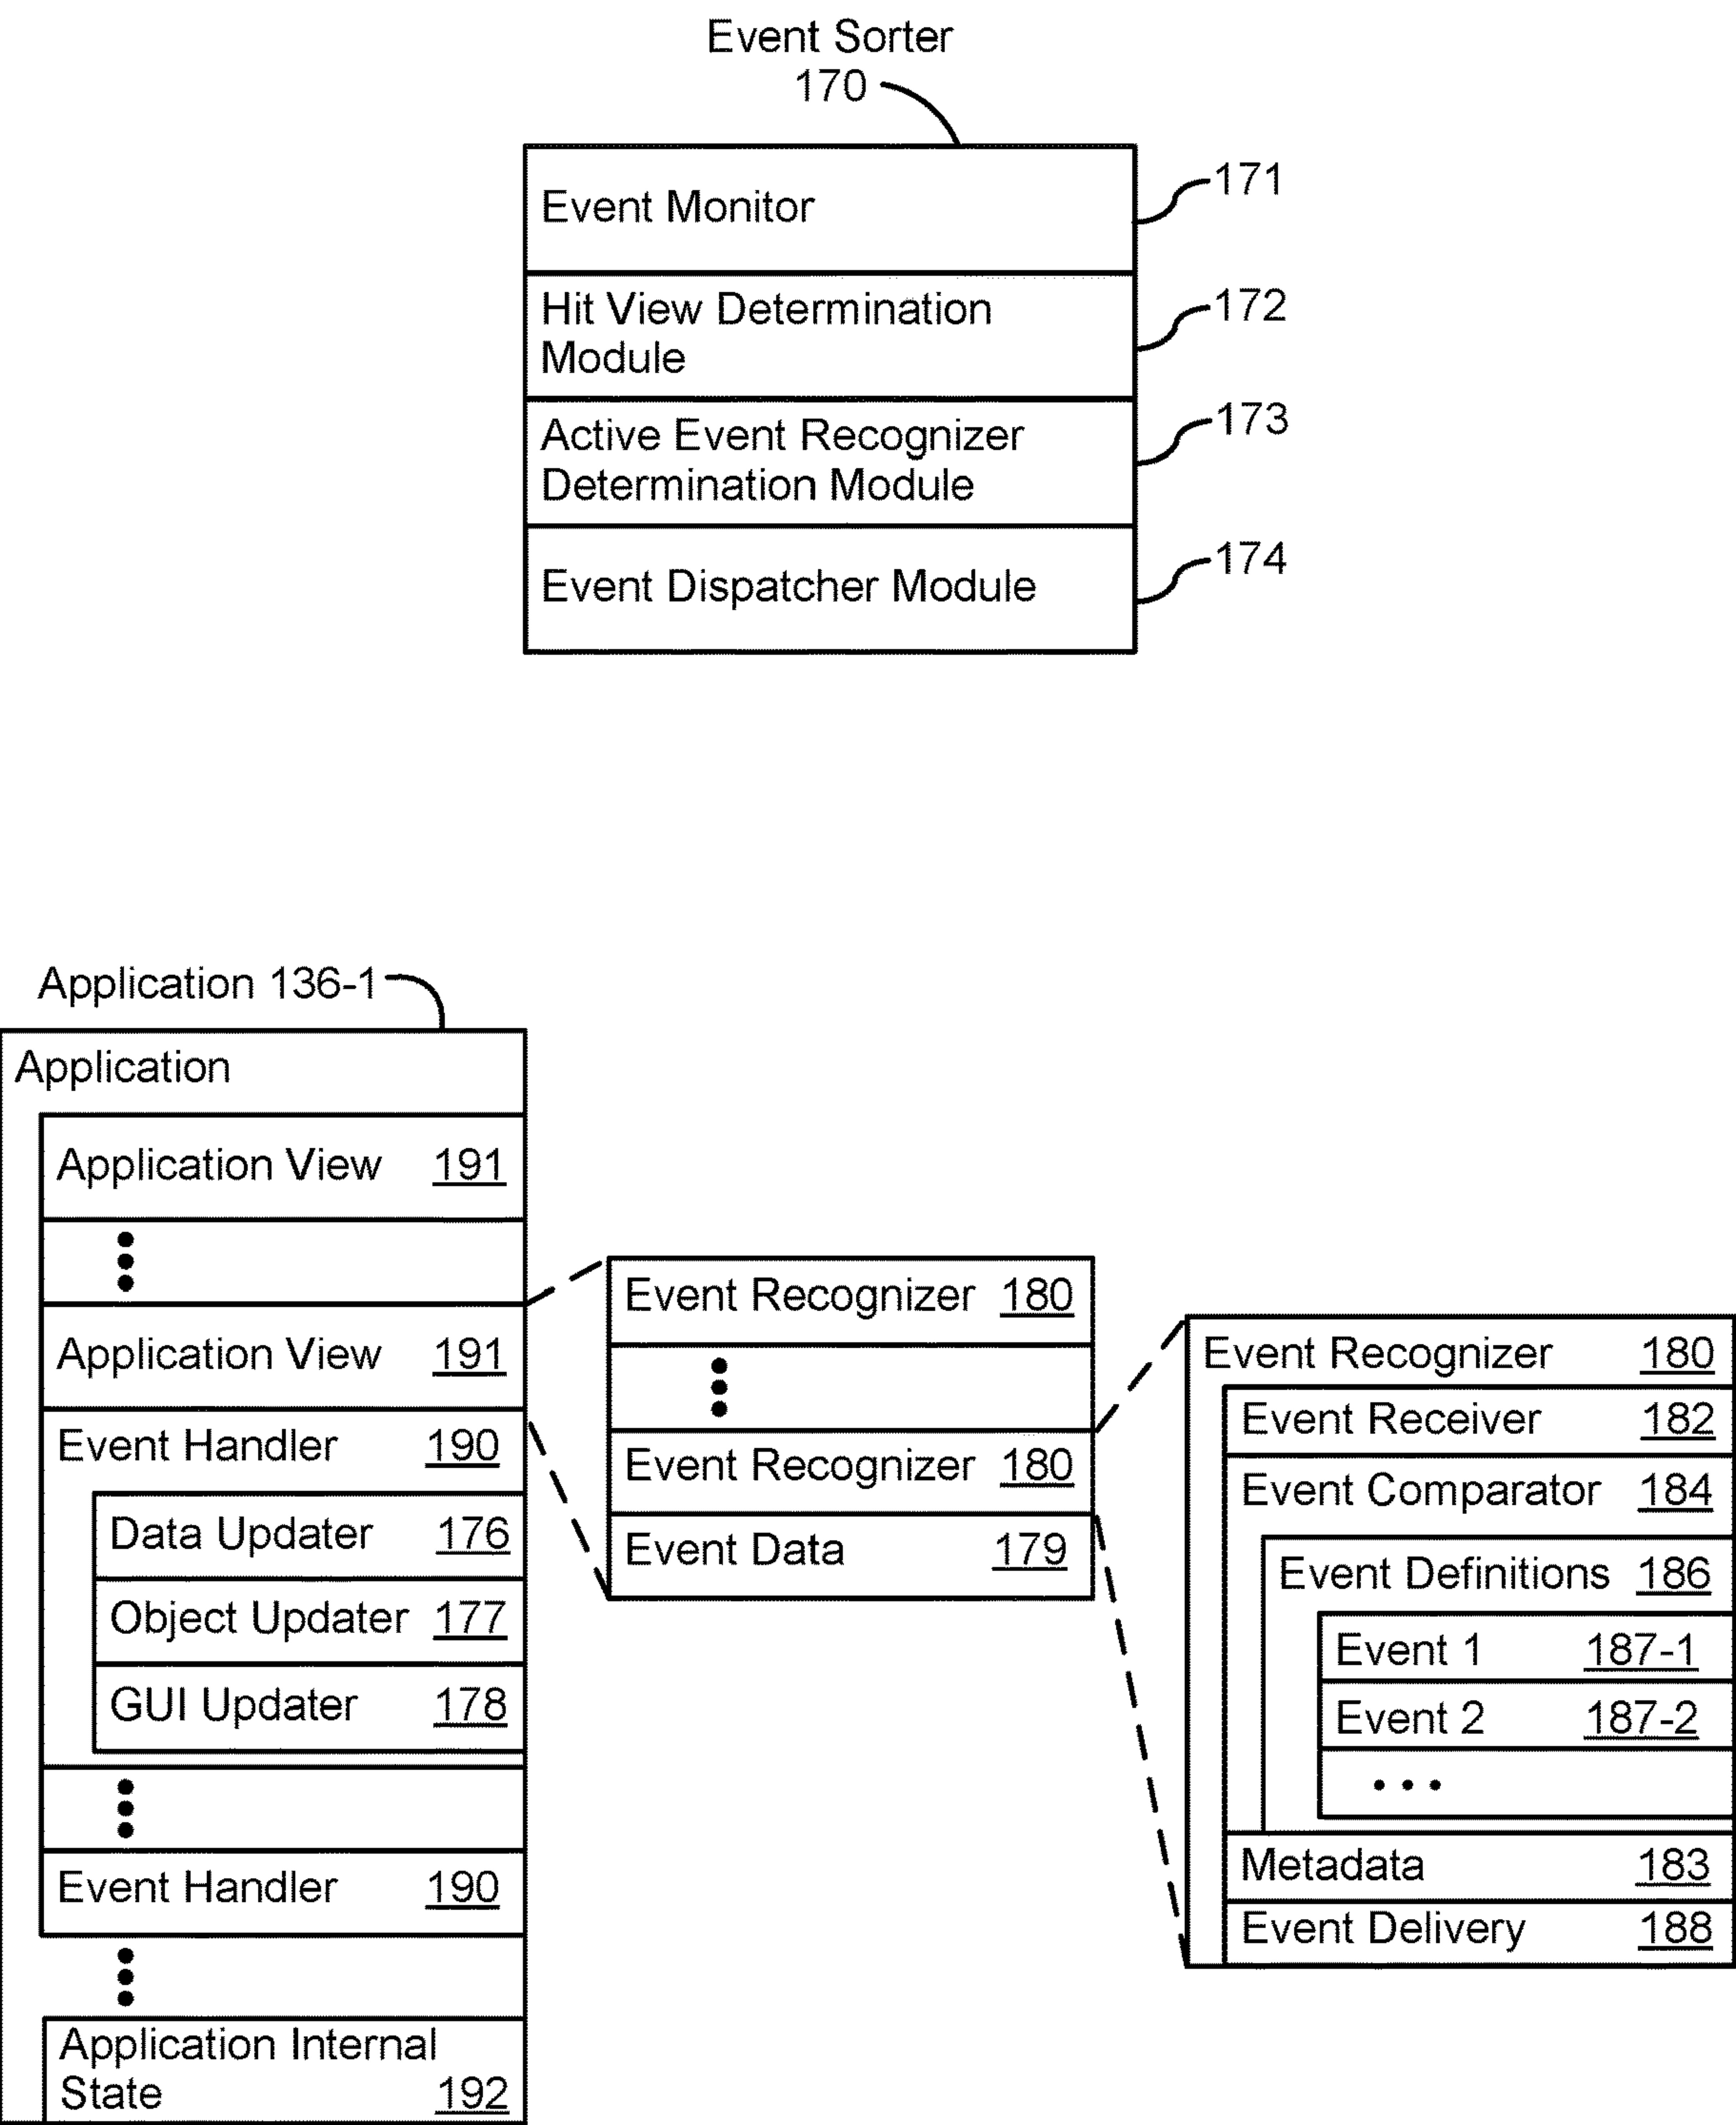 Event Sorter
170
Event Monitor
171
Hit View Determination
Module
172
Active Event Recognizer
Determination Module
173
Event Dispatcher Module
174
Application 136-1
Application
Application View 191
Application View 191
Event Handler 190
Data Updater 176
Object Updater 177
GUI Updater 178
Event Handler 190
Application Internal
State 192
Event Recognizer 180
Event Recognizer 180
Event Data 179
Event Recognizer 180
Event Receiver 182
Event Comparator 184
Event Definitions 186
Event 1 187-1
Event 2 187-2
• • •
Metadata 183
Event Delivery 188